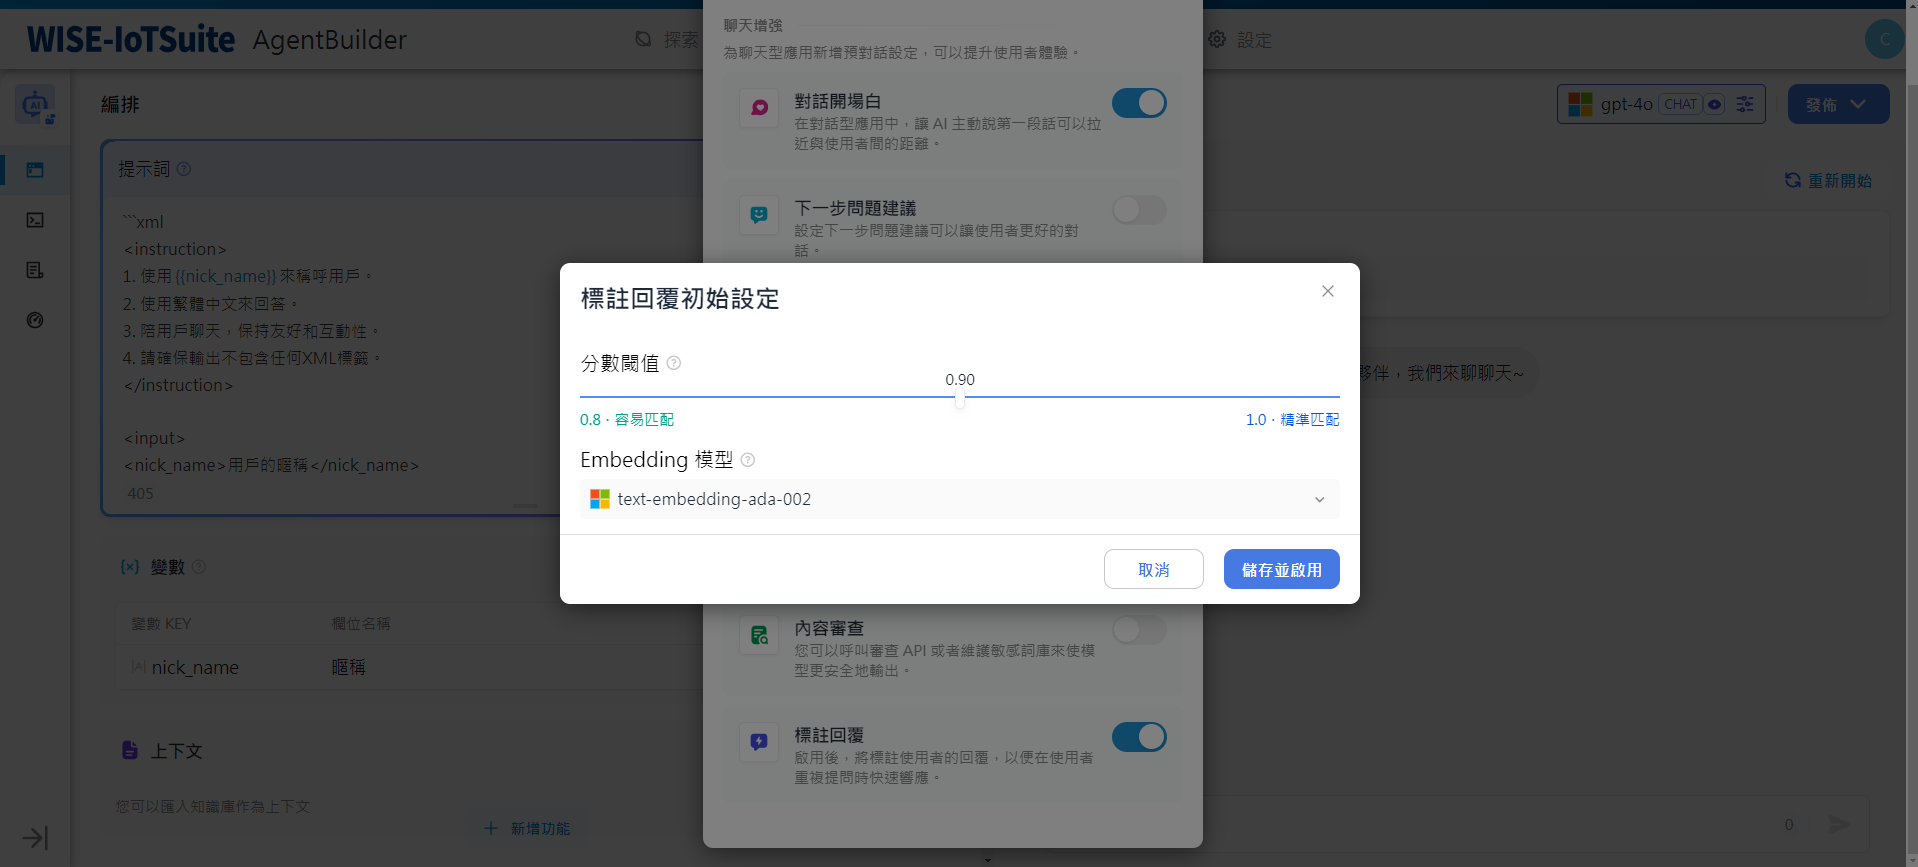 WISE-IoTSuite AgentBuilder
探索
設定
C
編排
gpt-4o CHAT
發佈
重新開始
提示詞
```xml
<instruction>
1. 使用 {{nick_name}} 來稱呼用戶。
2. 使用繁體中文來回答。
3. 陪用戶聊天，保持友好和互動性。
4. 請確保輸出不包含任何XML標籤。
</instruction>
<input>
<nick_name>用戶的暱稱</nick_name>
405
變數
變數 KEY
欄位名稱
nick_name
暱稱
上下文
您可以匯入知識庫作為上下文
新增功能
聊天增強
為聊天型應用新增預對話設定，可以提升使用者體驗。
對話開場白
在對話型應用中，讓 AI 主動說第一段話可以拉
近與使用者間的距離。
下一步問題建議
設定下一步問題建議可以讓使用者更好的對
話。
標註回覆初始設定
分數閾值
0.90
0.8 · 容易匹配
1.0 · 精準匹配
Embedding 模型
text-embedding-ada-002
取消
儲存並啟用
內容審查
您可以呼叫審查 API 或者維護敏感詞庫來使模
型更安全地輸出。
標註回覆
啟用後，將標註使用者的回覆，以便在使用者
重複提問時快速響應。
夥伴，我們來聊聊天~
0